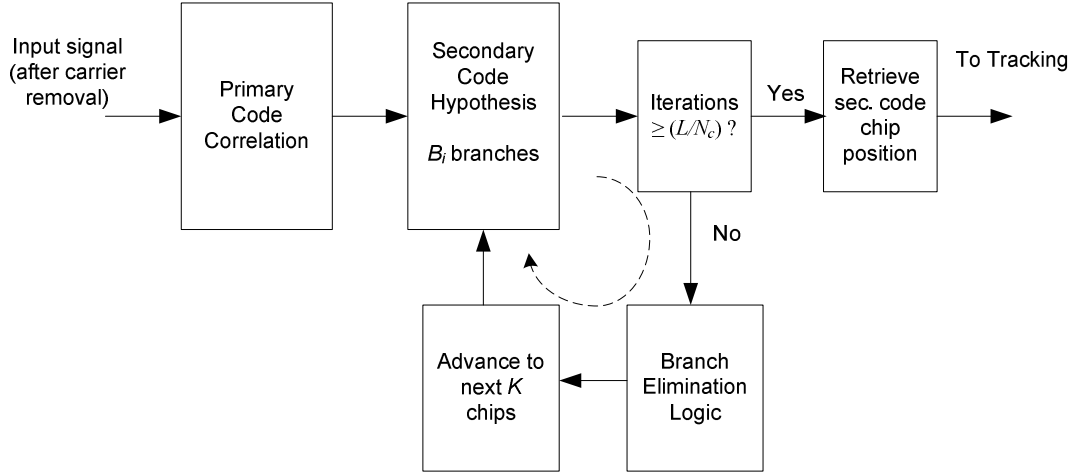 Input signal
(after carrier
removal)
Primary
Code
Correlation
Secondary
Code
Hypothesis
Bi branches
Iterations
≥ (L/Nc) ?
Yes
Retrieve
sec. code
chip
position
To Tracking
No
Advance to
next K
chips
Branch
Elimination
Logic